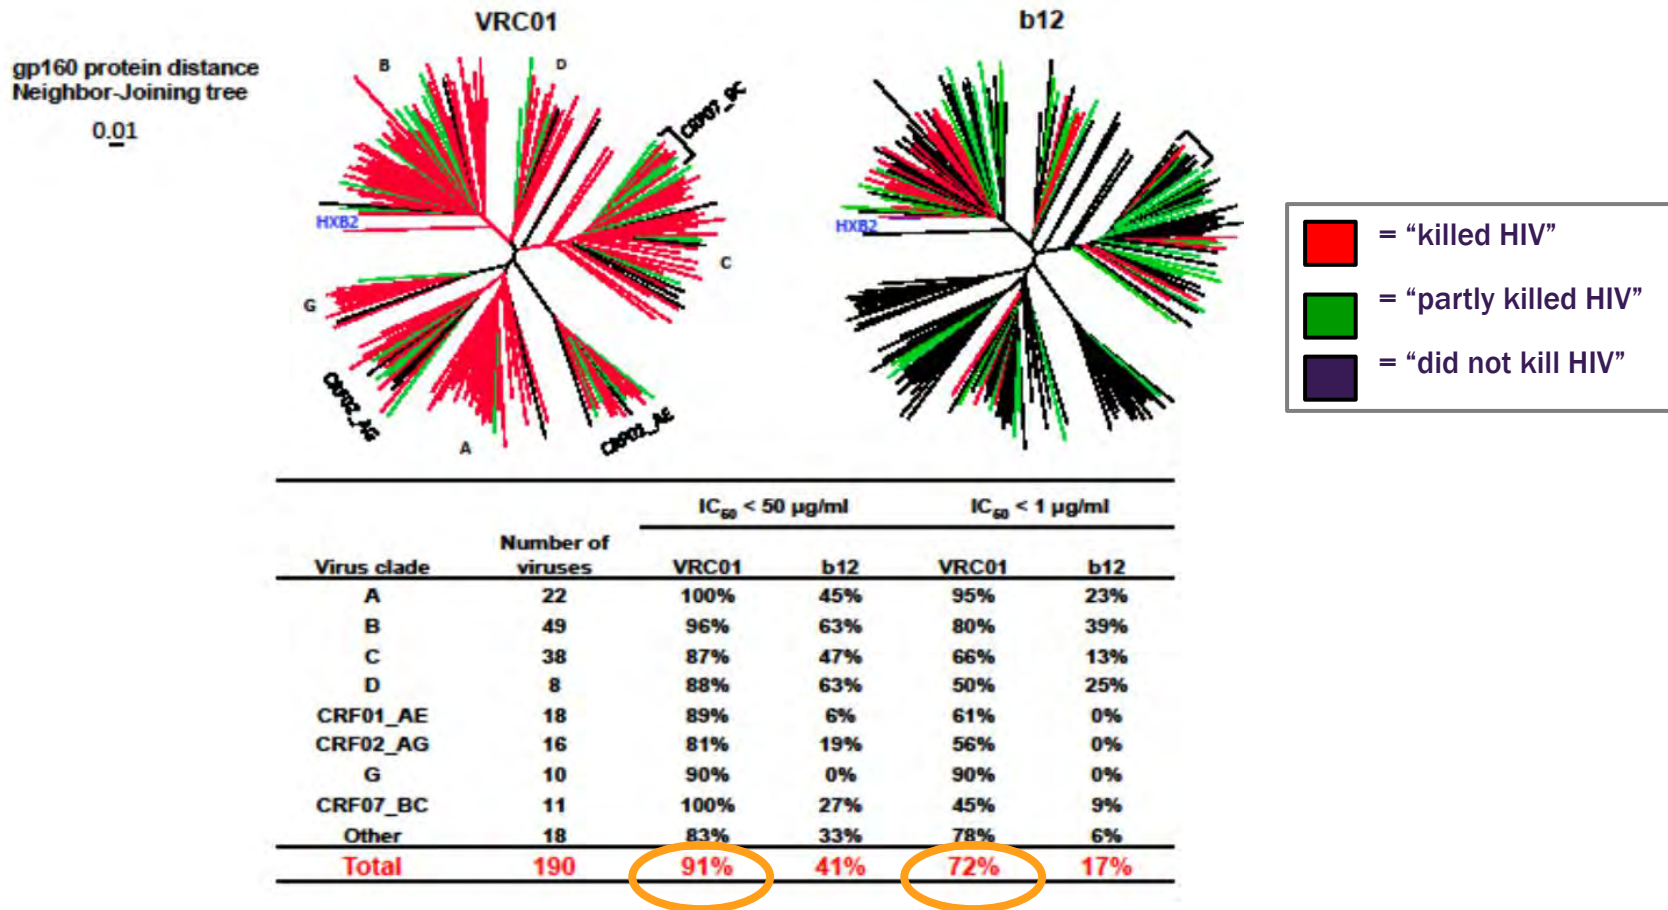 VRC01
b12
gp160 protein distance
Neighbor-Joining tree
0.01
B
D
CRF07_BC
HXB2
C
G
CRF02_AG
A
CRF01_AE
HXB2
= “killed HIV”
= “partly killed HIV”
= “did not kill HIV”
IC50 < 50 µg/ml IC50 < 1 µg/ml
Number of
Virus clade viruses VRC01 b12 VRC01 b12
A 22 100% 45% 95% 23%
B 49 96% 63% 80% 39%
C 38 87% 47% 66% 13%
D 8 88% 63% 50% 25%
CRF01_AE 18 89% 6% 61% 0%
CRF02_AG 16 81% 19% 56% 0%
G 10 90% 0% 90% 0%
CRF07_BC 11 100% 27% 45% 9%
Other 18 83% 33% 78% 6%
Total 190 91% 41% 72% 17%